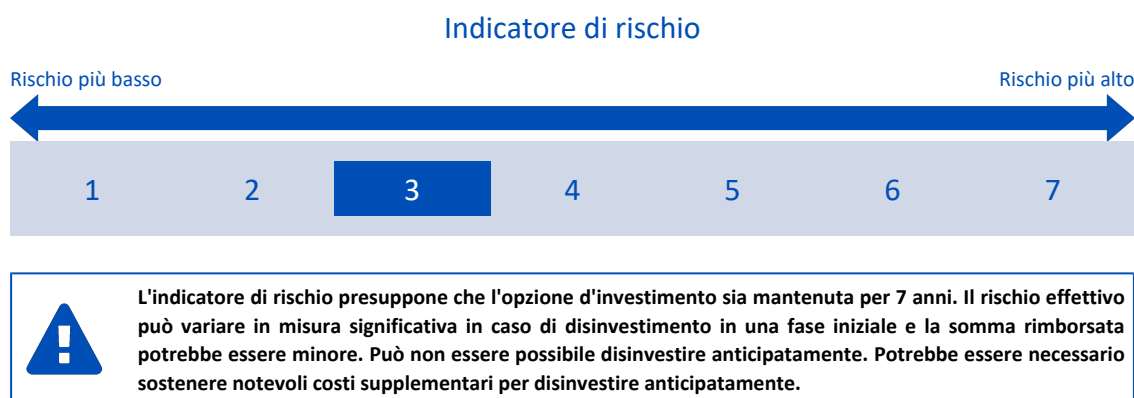 Indicatore di rischio
Rischio più basso
Rischio più alto
1 2 3 4 5 6 7
L'indicatore di rischio presuppone che l'opzione d'investimento sia mantenuta per 7 anni. Il rischio effettivo
può variare in misura significativa in caso di disinvestimento in una fase iniziale e la somma rimborsata
potrebbe essere minore. Può non essere possibile disinvestire anticipatamente. Potrebbe essere necessario
sostenere notevoli costi supplementari per disinvestire anticipatamente.